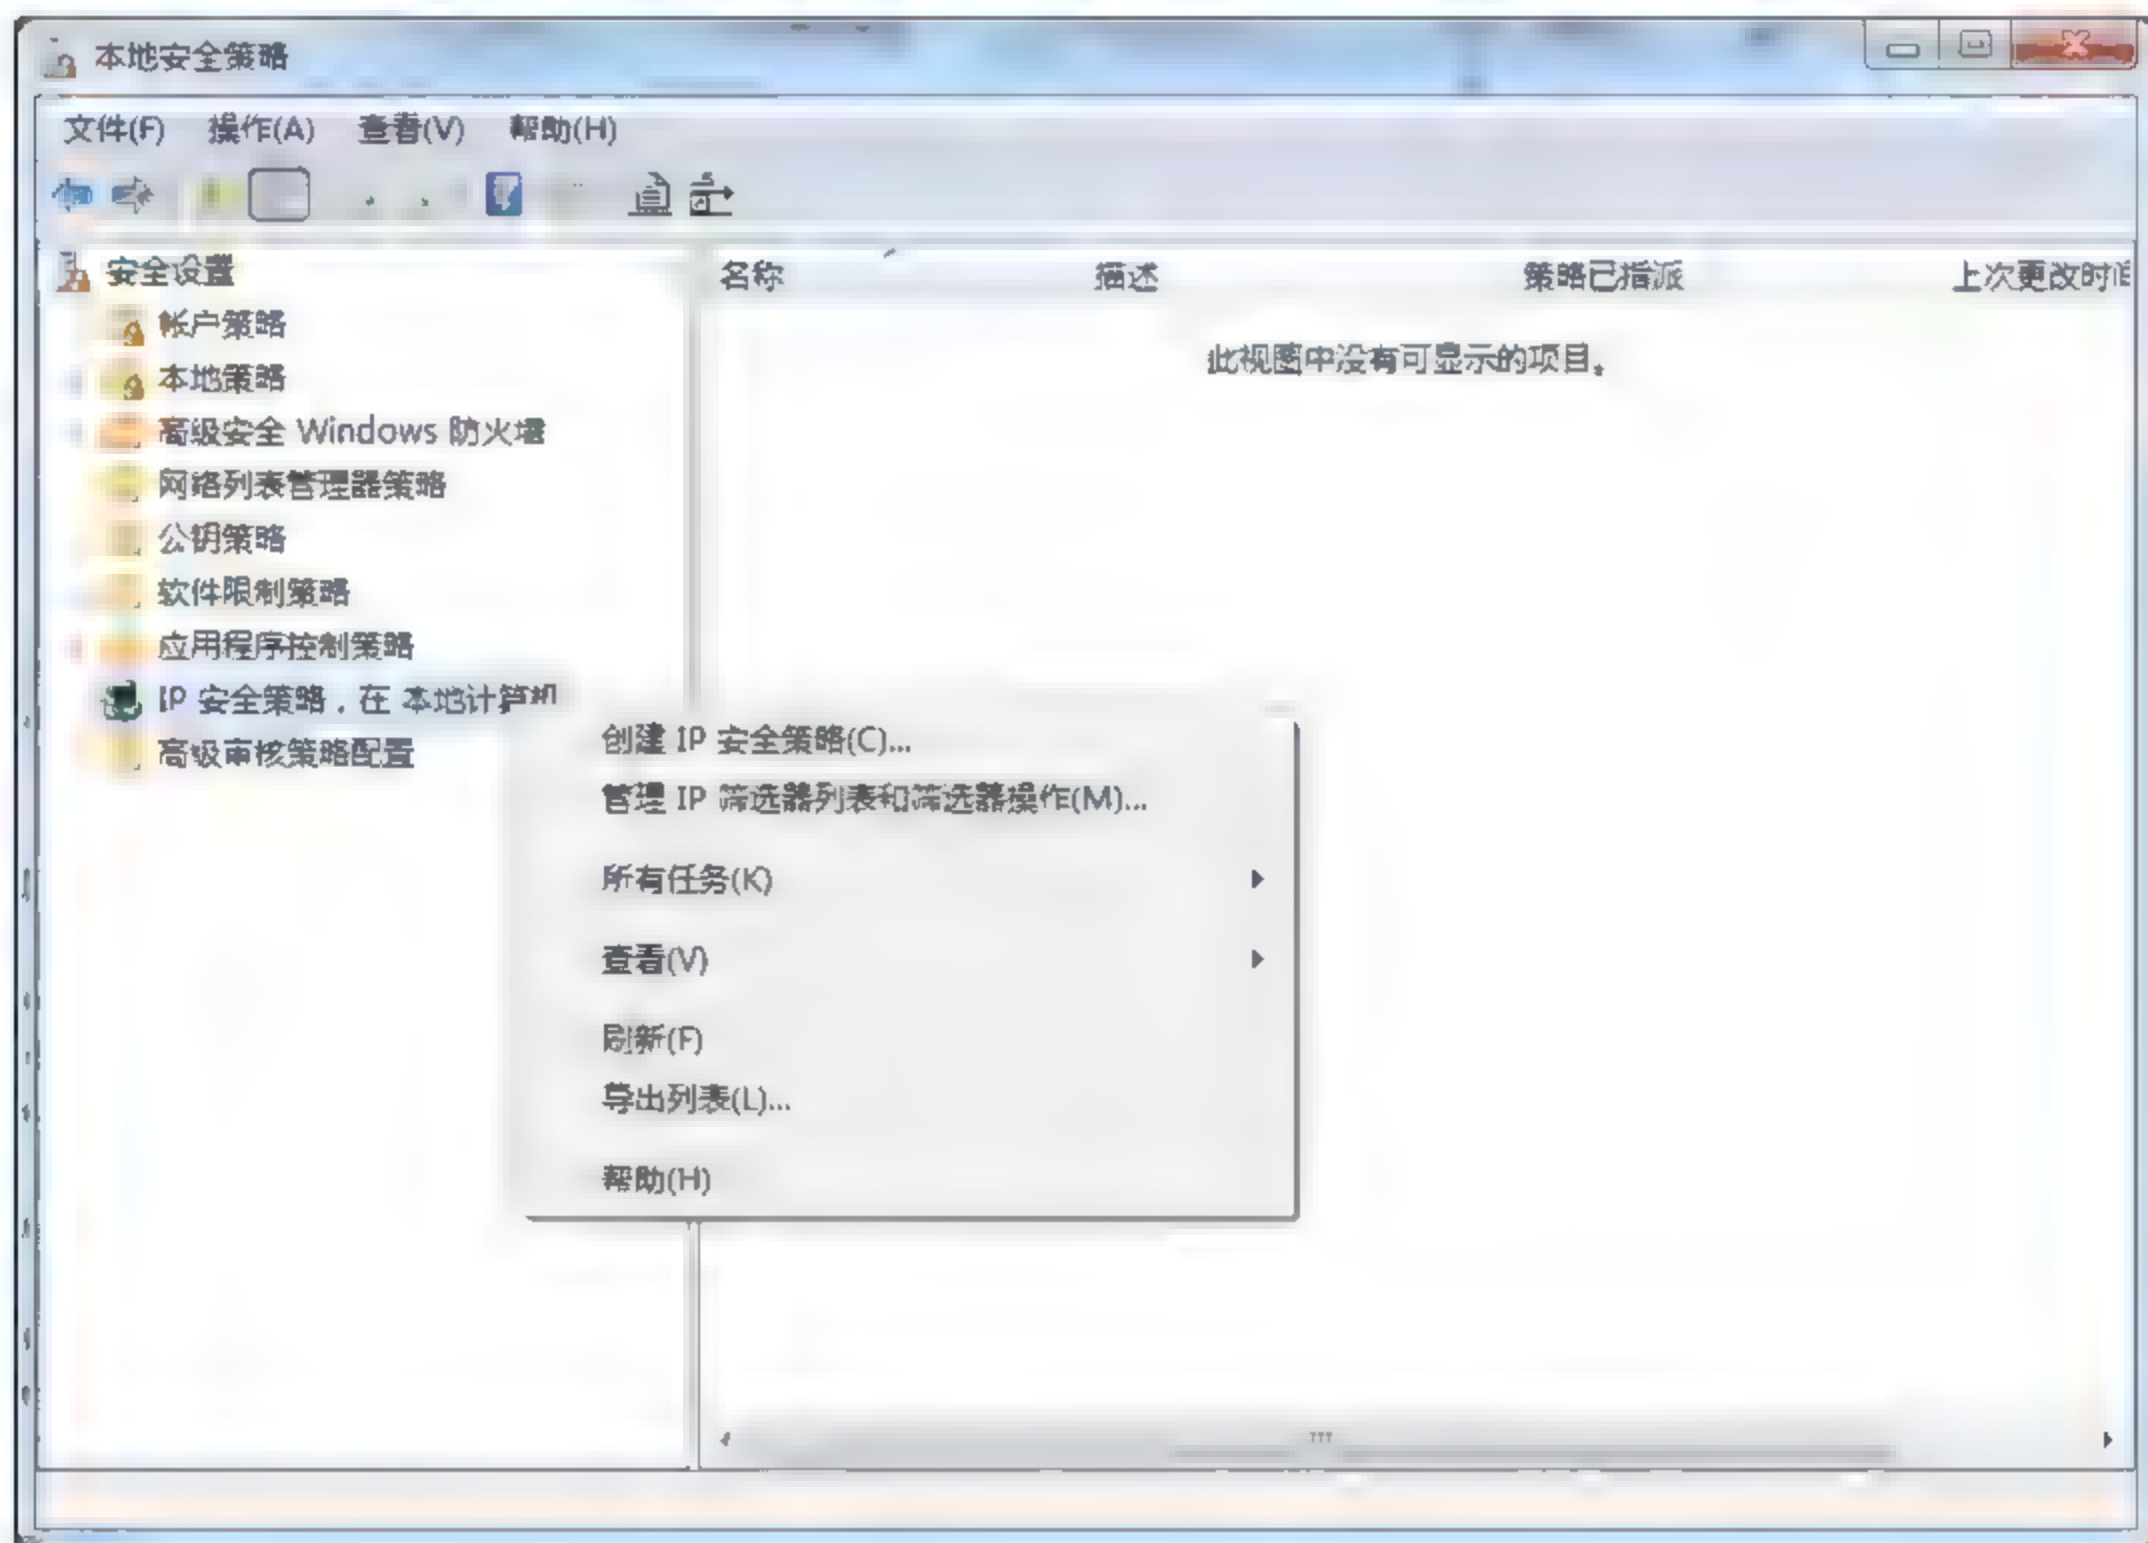 本地安全策略
文件(F) 操作(A) 查看(V) 帮助(H)
安全设置
帐户策略
本地策略
高级安全 Windows 防火墙
网络列表管理器策略
公钥策略
软件限制策略
应用程序控制策略
IP 安全策略，在 本地计算机
高级审核策略配置
名称 描述 策略已指派 上次更改时间
此视图中没有可显示的项目。
创建 IP 安全策略(C)...
管理 IP 筛选器列表和筛选器操作(M)...
所有任务(K)
查看(V)
刷新(F)
导出列表(L)...
帮助(H)